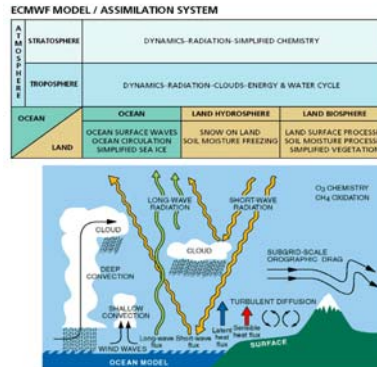 ECMWF MODEL / ASSIMILATION SYSTEM
ATMOSPHERE
STRATOSPHERE
DYNAMICS–RADIATION–SIMPLIFIED CHEMISTRY
TROPOSPHERE
DYNAMICS–RADIATION–CLOUDS–ENERGY & WATER CYCLE
OCEAN
LAND
OCEAN
OCEAN SURFACE WAVES
OCEAN CIRCULATION
SIMPLIFIED SEA ICE
LAND HYDROSPHERE
SNOW ON LAND
SOIL MOISTURE FREEZING
LAND BIOSPHERE
LAND SURFACE PROCESS
SOIL MOISTURE PROCESS
SIMPLIFIED VEGETATION
LONG-WAVE
RADIATION
SHORT-WAVE
RADIATION
O3 CHEMISTRY
CH4 OXIDATION
CLOUD
CLOUD
DEEP
CONVECTION
SUBGRID-SCALE
OROGRAPHIC DRAG
SHALLOW
CONVECTION
TURBULENT DIFFUSION
WIND WAVES
Long-wave
flux
Short-wave
flux
Latent
heat
flux
Sensible
heat flux
SURFACE
OCEAN MODEL